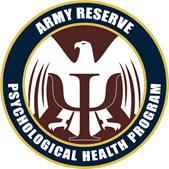 ARMY RESERVE
PSYCHOLOGICAL HEALTH PROGRAM